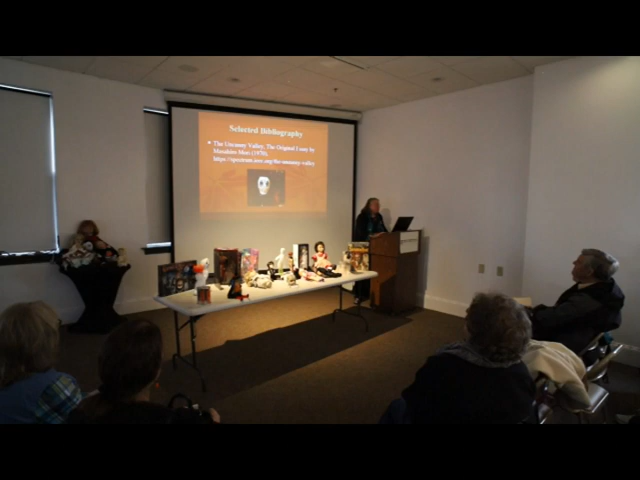 Selected Bibliography
The Uncanny Valley: The Original Essay by
Masahiro Mori (1970).
https://spectrum.ieee.org/the-uncanny-valley